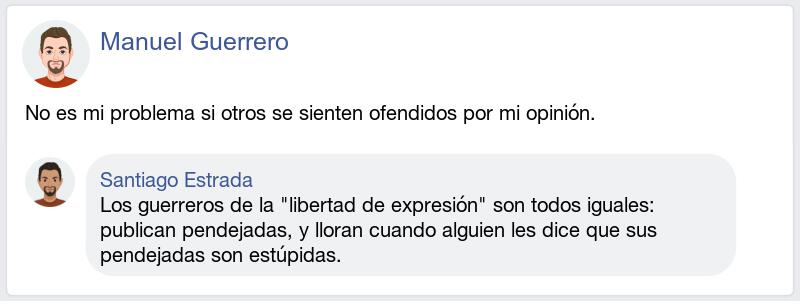 Manuel Guerrero
No es mi problema si otros se sienten ofendidos por mi opinión.
Santiago Estrada
Los guerreros de la "libertad de expresión" son todos iguales:
publican pendejadas, y lloran cuando alguien les dice que sus
pendejadas son estúpidas.